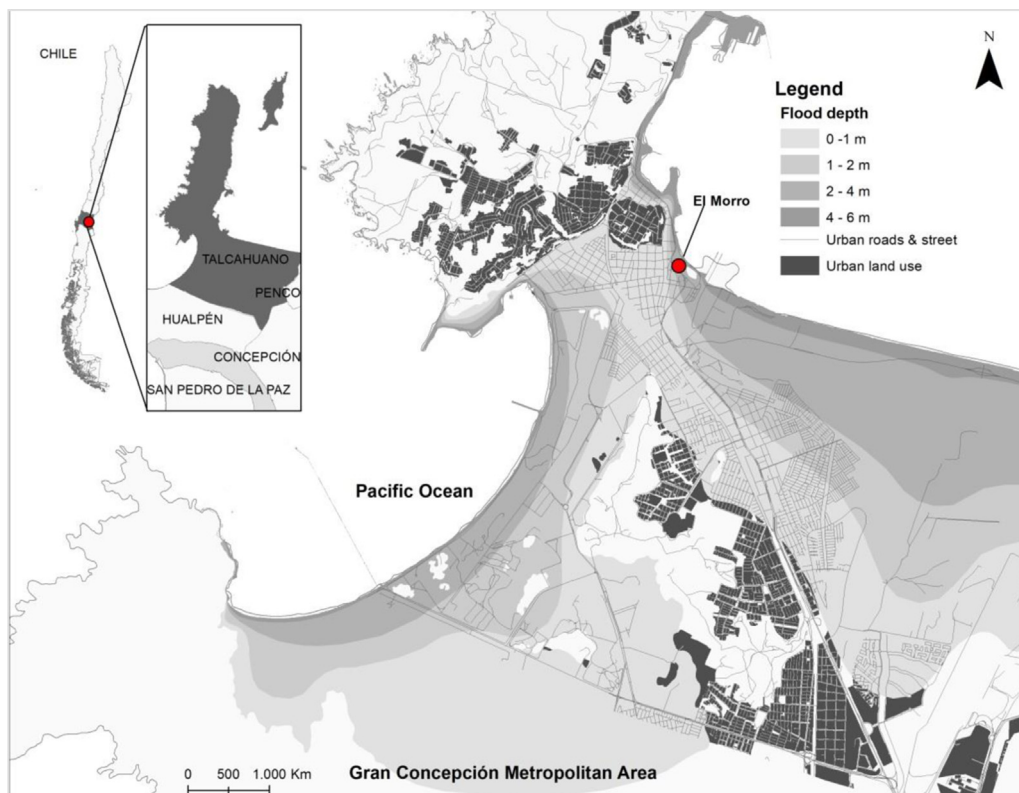 CHILE
TALCAHUANO
PENCO
HUALPÉN
CONCEPCIÓN
SAN PEDRO DE LA PAZ
N
Legend
Flood depth
0 -1 m
1 - 2 m
2 - 4 m
4 - 6 m
Urban roads & street
Urban land use
El Morro
Pacific Ocean
0 500 1.000 Km
Gran Concepción Metropolitan Area